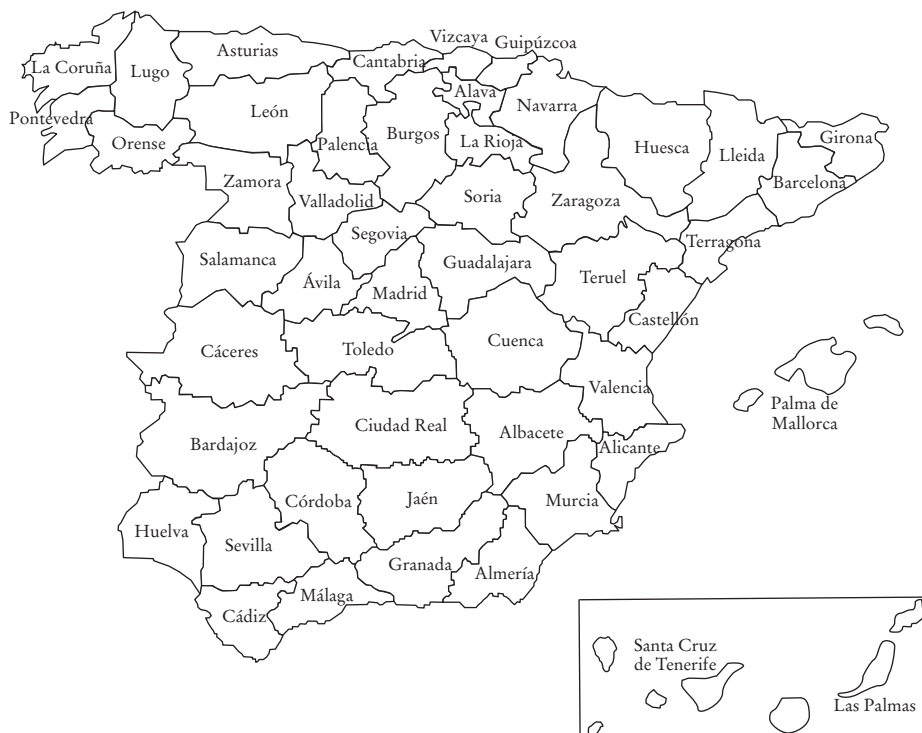 Vizcaya
Guipúzcoa
Asturias
Cantabria
La Coruña
Lugo
Alava
León
Navarra
Pontevedra
Burgos
Orense
Palencia
La Rioja
Huesca
Lleida
Girona
Zamora
Barcelona
Valladolid
Soria
Zaragoza
Segovia
Terragona
Salamanca
Guadalajara
Ávila
Madrid
Teruel
Castellón
Cáceres
Toledo
Cuenca
Valencia
Palma de
Mallorca
Ciudad Real
Albacete
Bardajoz
Alicante
Córdoba
Jaén
Murcia
Huelva
Sevilla
Granada
Almería
Málaga
Cádiz
Santa Cruz
de Tenerife
Las Palmas